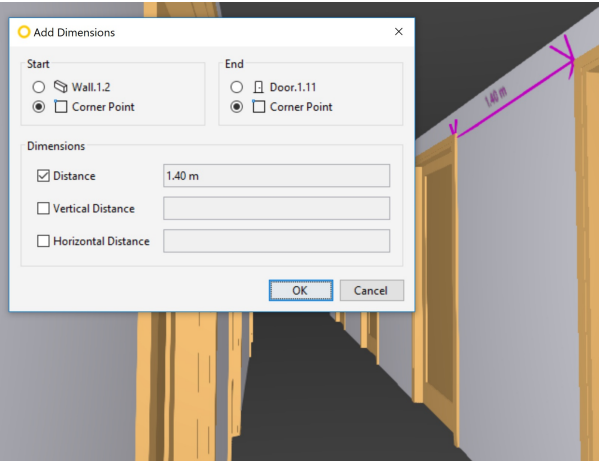 Add Dimensions
Start
Wall.1.2
Corner Point
End
Door.1.11
Corner Point
Dimensions
Distance
1.40 m
Vertical Distance
Horizontal Distance
OK
Cancel
1.40 m